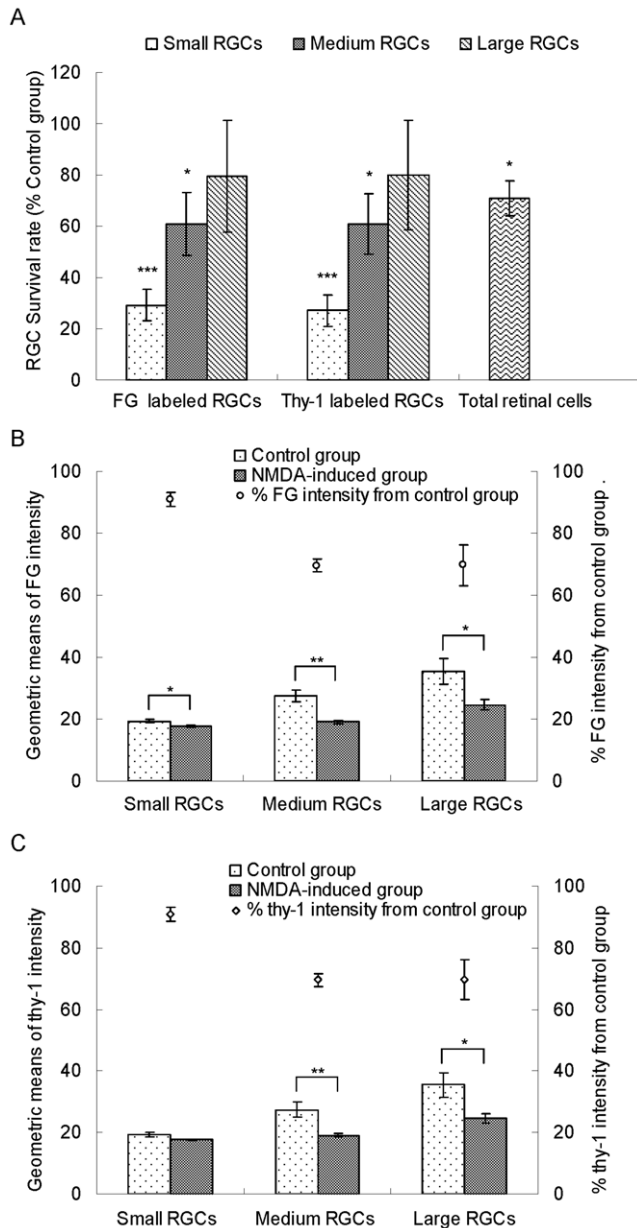 A
Small RGCs Medium RGCs Large RGCs
RGC Survival rate (% Control group)
120
100
80
60
40
20
0
***
*
***
*
*
FG labeled RGCs Thy-1 labeled RGCs Total retinal cells
B
Control group
NMDA-induced group
% FG intensity from control group
Geometric means of FG intensity
100
80
60
40
20
0
*
**
*
100
80
60
40
20
0
% FG intensity from control group .
Small RGCs Medium RGCs Large RGCs
C
Control group
NMDA-induced group
% thy-1 intensity from control group
Geometric means of thy-1 intensity
100
80
60
40
20
0
**
*
100
80
60
40
20
0
% thy-1 intensity from control group
Small RGCs Medium RGCs Large RGCs